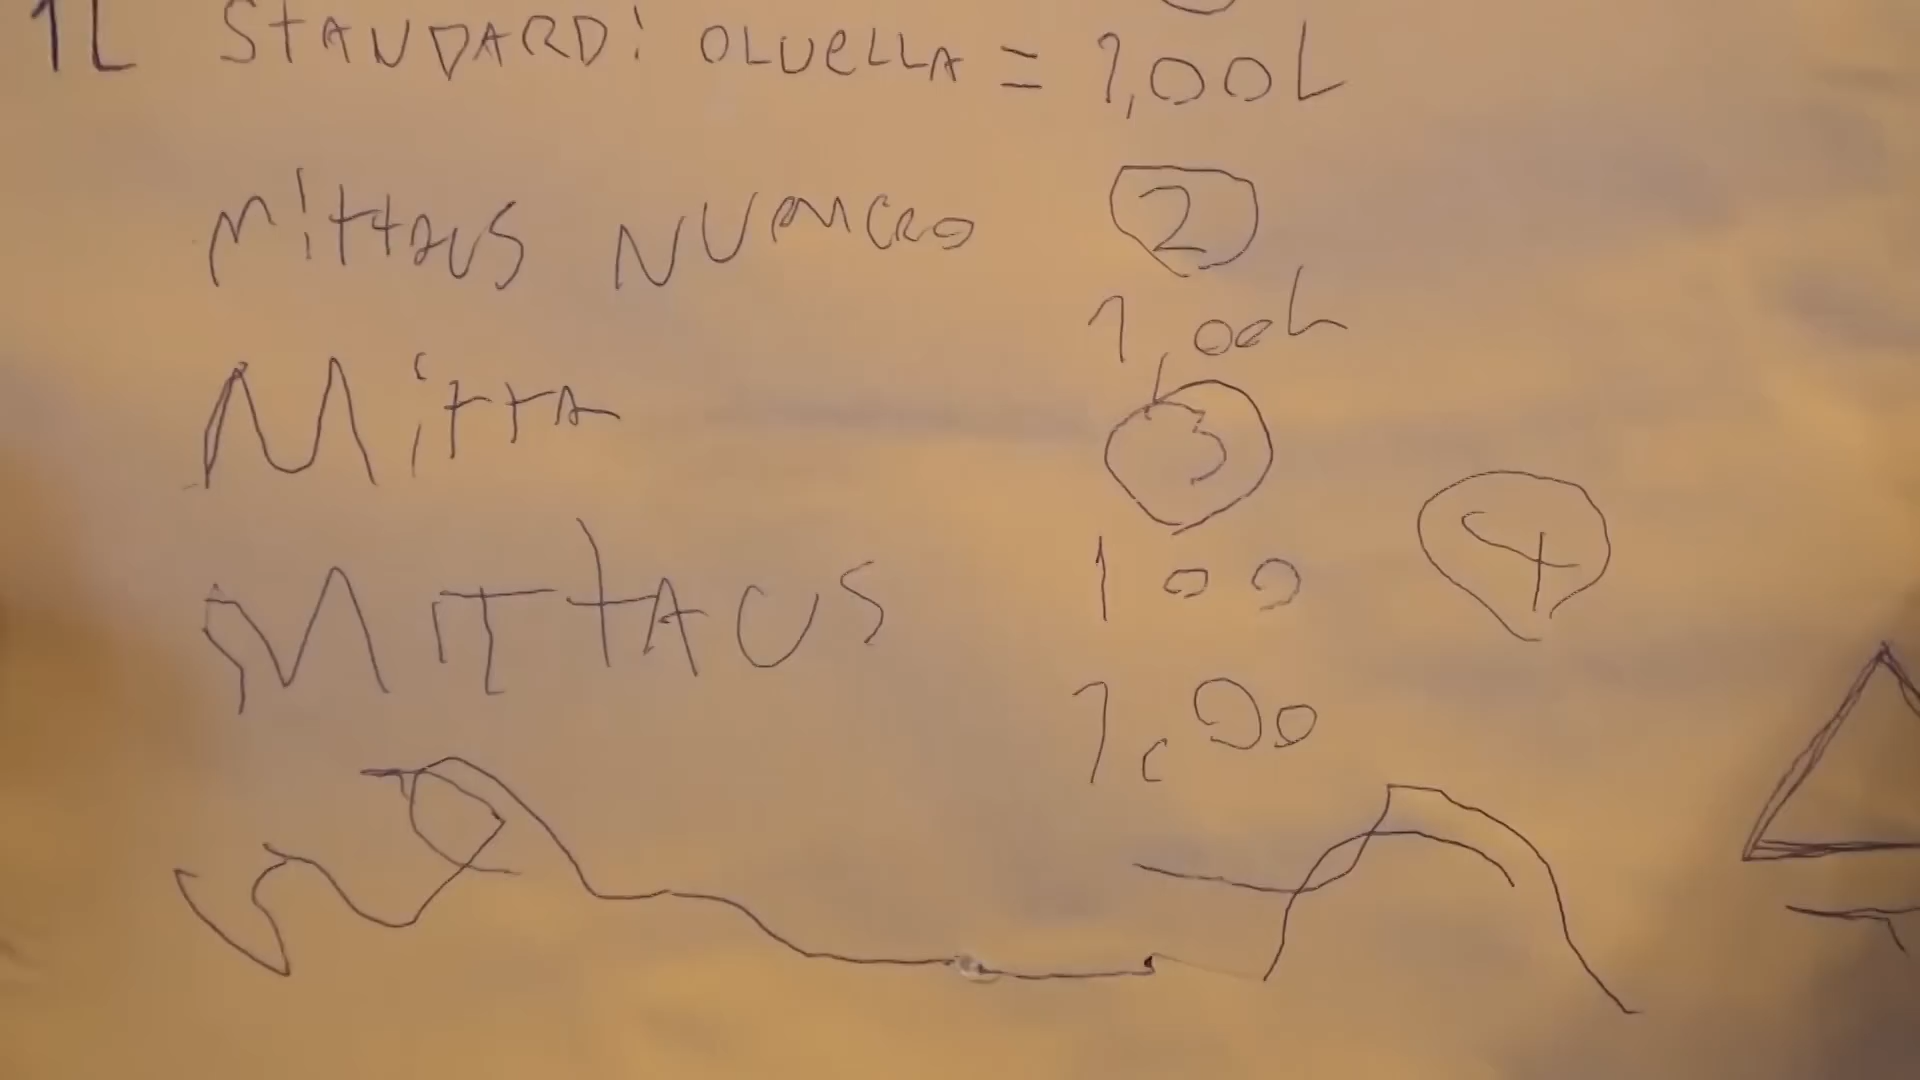 1L STANDARD: OLUELLA = 1,00L
MITTAUS NUMERO 2
1,00L
MITTA 3
MITTAUS 100 4
1,00